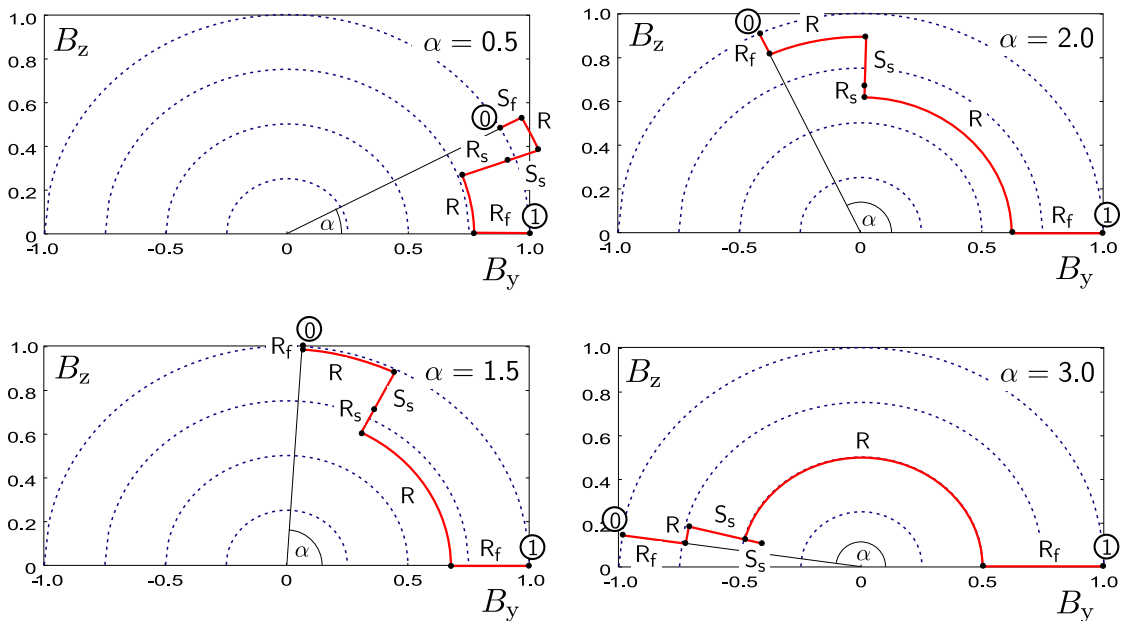 1.0
B_z
α = 0.5
0.8
0.6
0
S_f
R
0.4
R_s
S_s
0.2
R
R_f
1
α
0
-1.0
-0.5
0
0.5
1.0
B_y
1.0
0
R
B_z
α = 2.0
R_f
0.8
S_s
0.6
R_s
R
0.4
0.2
α
R_f
1
0
-1.0
-0.5
0
0.5
1.0
B_y
0
1.0
R_f
B_z
R
α = 1.5
0.8
R_s
S_s
0.6
R
0.4
0.2
α
R_f
1
0
-1.0
-0.5
0
0.5
1.0
B_y
1.0
B_z
α = 3.0
0.8
0.6
R
0.4
0.2
0
R
S_s
R_f
S_s
α
R_f
1
0
-1.0
-0.5
0
0.5
1.0
B_y